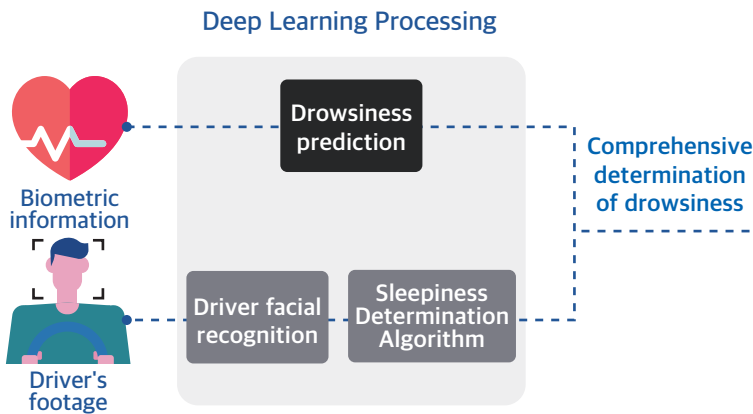 Deep Learning Processing
Drowsiness
prediction
Biometric
information
Comprehensive
determination
of drowsiness
Driver facial
recognition
Sleepiness
Determination
Algorithm
Driver's
footage